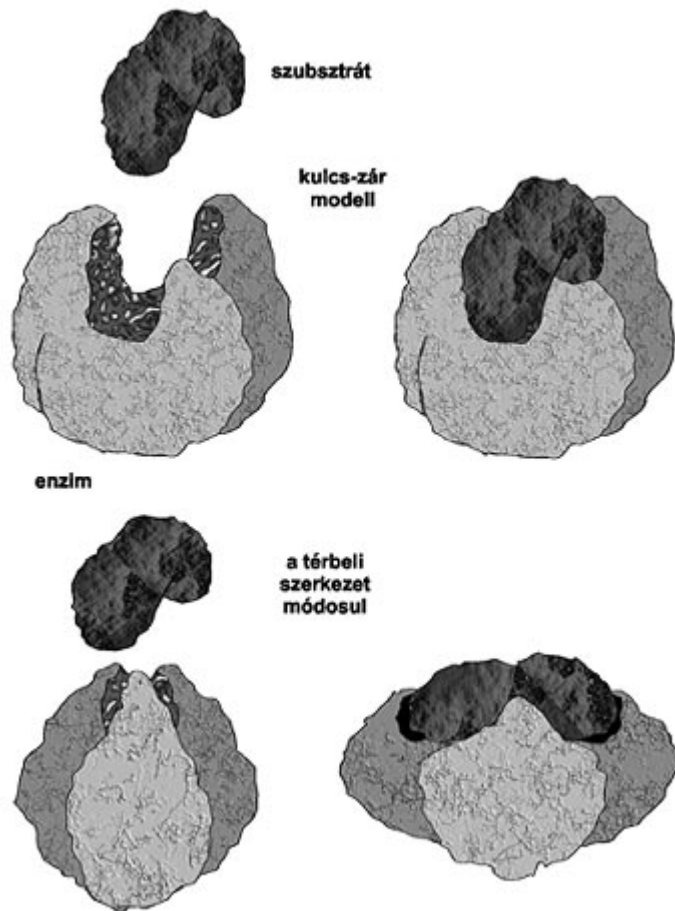 szubsztrát
kulcs-zár
modell
enzim
a térbeli
szerkezet
módosul